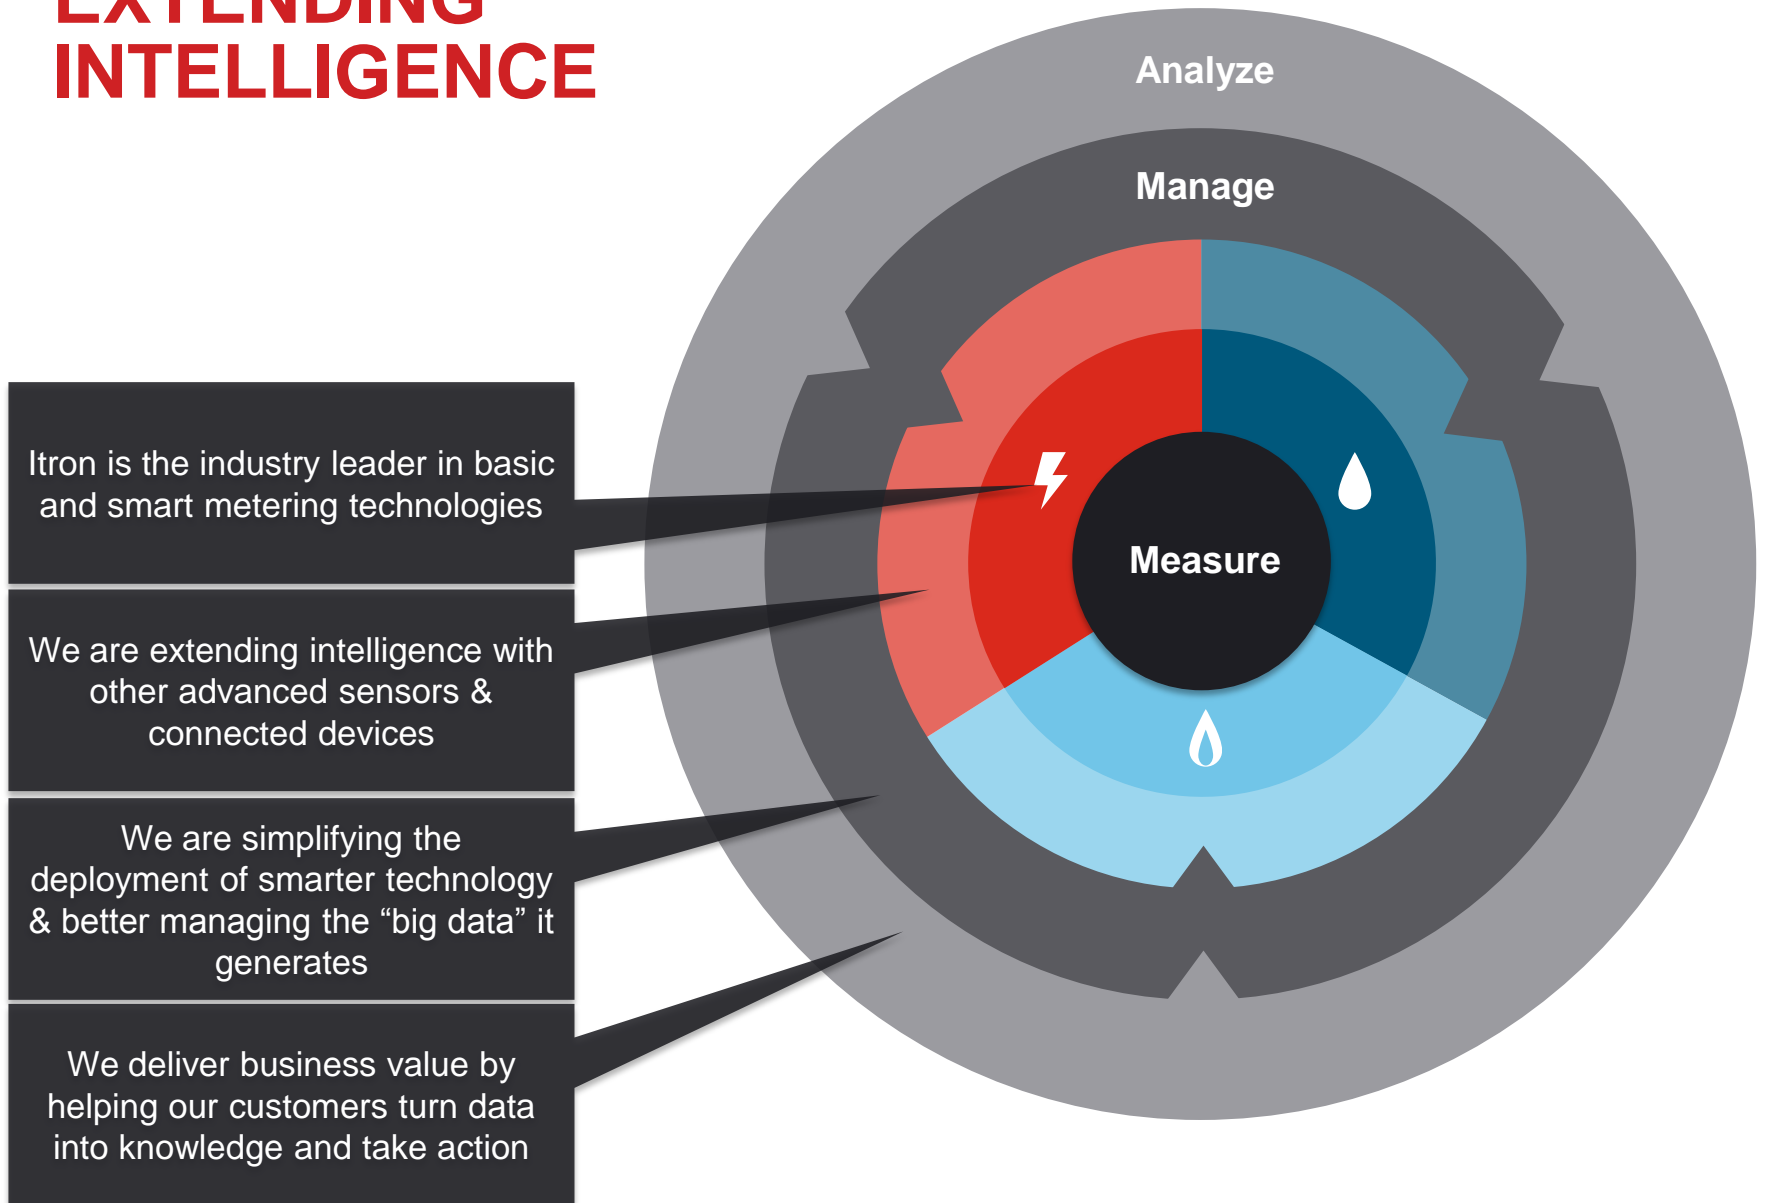 EXTENDING
INTELLIGENCE
Analyze
Manage
Measure
Itron is the industry leader in basic
and smart metering technologies
We are extending intelligence with
other advanced sensors &
connected devices
We are simplifying the
deployment of smarter technology
& better managing the “big data” it
generates
We deliver business value by
helping our customers turn data
into knowledge and take action